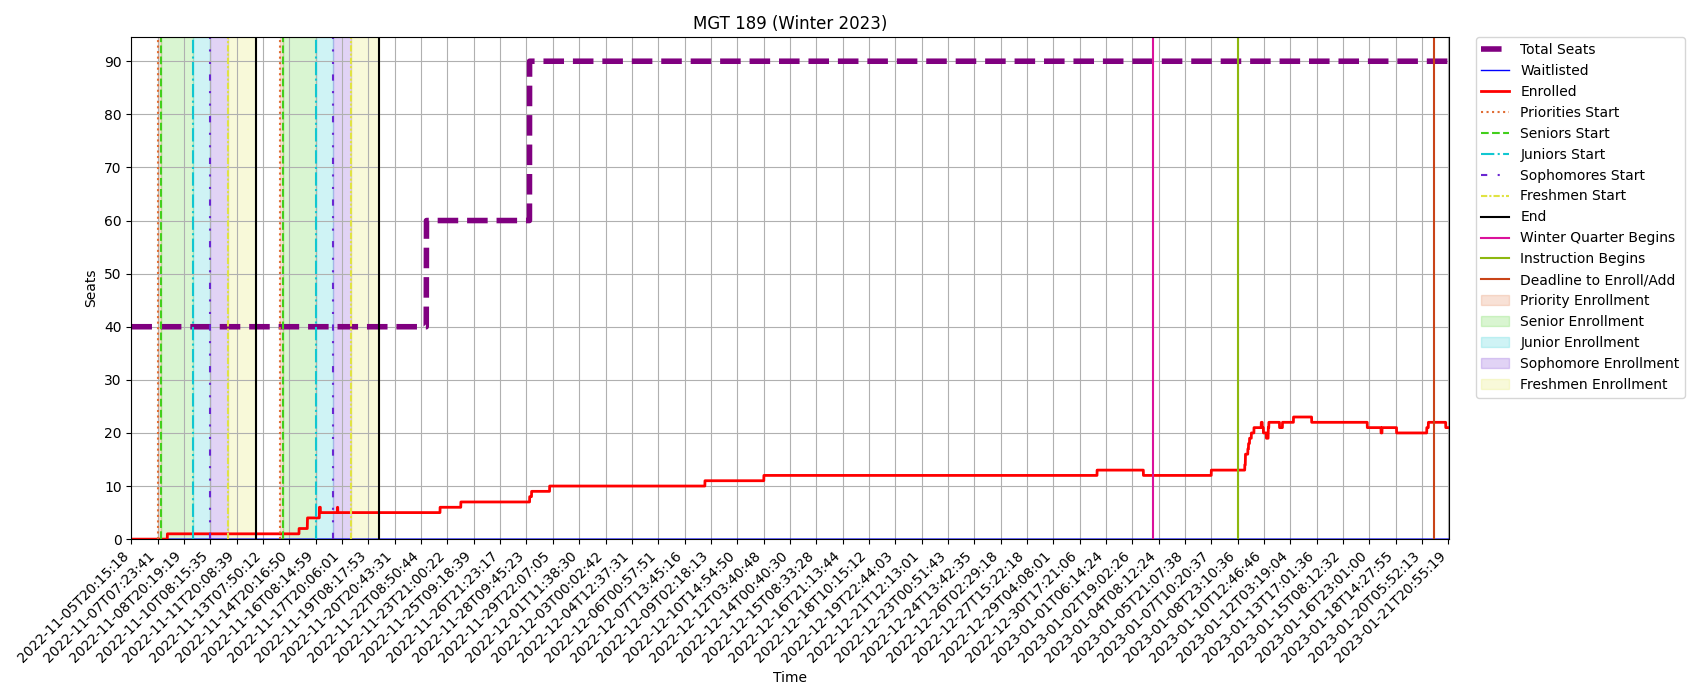 MGT 189 (Winter 2023)
Seats
90
80
70
60
50
40
30
20
10
0
2022-11-05T20:15:18
2022-11-07T07:23:41
2022-11-08T20:19:19
2022-11-10T08:15:35
2022-11-11T20:08:39
2022-11-13T07:50:12
2022-11-14T20:16:50
2022-11-16T08:14:59
2022-11-17T20:06:01
2022-11-19T08:17:53
2022-11-20T20:43:31
2022-11-22T08:50:44
2022-11-23T21:00:22
2022-11-25T09:18:39
2022-11-26T21:23:17
2022-11-28T09:45:23
2022-11-29T22:07:05
2022-12-01T11:38:30
2022-12-03T00:02:42
2022-12-04T12:37:31
2022-12-06T00:57:51
2022-12-07T13:45:16
2022-12-09T02:18:13
2022-12-10T14:54:50
2022-12-12T03:40:48
2022-12-14T00:40:30
2022-12-15T08:33:28
2022-12-16T21:13:44
2022-12-18T10:15:12
2022-12-19T22:44:03
2022-12-21T12:13:01
2022-12-23T00:51:43
2022-12-24T13:42:35
2022-12-26T02:29:18
2022-12-27T15:22:18
2022-12-29T04:08:01
2022-12-30T17:21:06
2023-01-01T06:14:24
2023-01-02T19:02:26
2023-01-04T08:12:24
2023-01-05T21:07:38
2023-01-07T10:20:37
2023-01-08T23:10:36
2023-01-10T12:46:46
2023-01-12T03:19:04
2023-01-13T17:01:36
2023-01-15T08:12:32
2023-01-16T23:01:00
2023-01-18T14:27:55
2023-01-20T05:52:13
2023-01-21T20:55:19
Time
Total Seats
Waitlisted
Enrolled
Priorities Start
Seniors Start
Juniors Start
Sophomores Start
Freshmen Start
End
Winter Quarter Begins
Instruction Begins
Deadline to Enroll/Add
Priority Enrollment
Senior Enrollment
Junior Enrollment
Sophomore Enrollment
Freshmen Enrollment